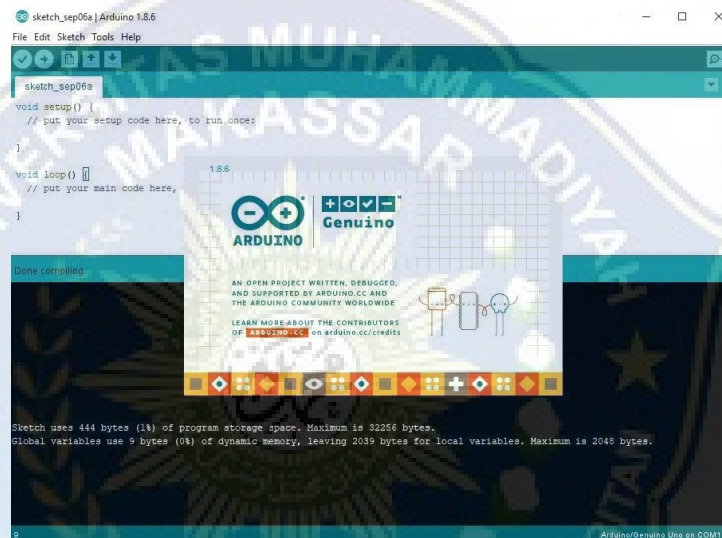 sketch_sep06a | Arduino 1.8.6
File Edit Sketch Tools Help
sketch_sep06a
void setup() {
// put your setup code here, to run once:
}
void loop() {
// put your main code here,
}
1.8.6
ARDUINO
Genuino
AN OPEN PROJECT WRITTEN, DEBUGGED,
AND SUPPORTED BY ARDUINO.CC AND
THE ARDUINO COMMUNITY WORLDWIDE
LEARN MORE ABOUT THE CONTRIBUTORS
OF ARDUINO.CC on arduino.cc/credits
Done compiling
Sketch uses 444 bytes (1%) of program storage space. Maximum is 32256 bytes.
Global variables use 9 bytes (0%) of dynamic memory, leaving 2039 bytes for local variables. Maximum is 2048 bytes.
9
Arduino/Genuino Uno on COM1
MUHAMMADIYAH
MAKASSAR